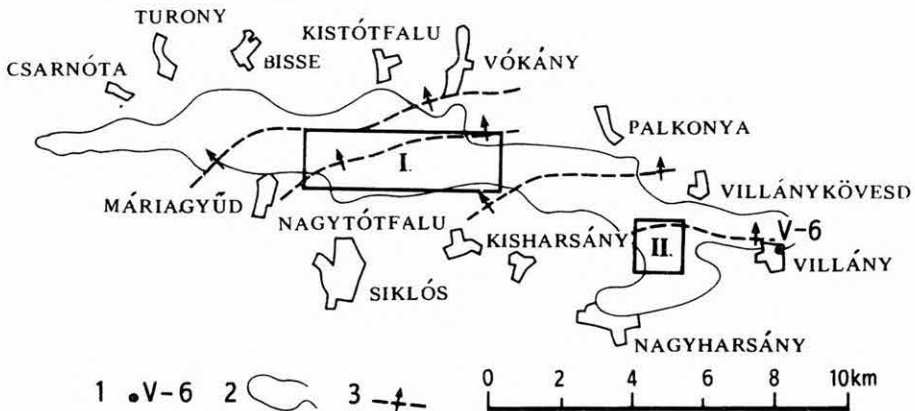 TURONY
KISTÓTFALU
BISSE
VÓKÁNY
CSARNÓTA
PALKONYA
I.
MÁRIAGYŰD
VILLÁNYKÖVESD
NAGYTÓTFALU
V-6
KISHARSÁNY
II.
VILLÁNY
SIKLÓS
NAGYHARSÁNY
1 V-6 2 3
0 2 4 6 8 10km